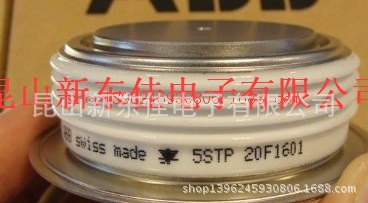 ABB
昆山新东佳电子有限公司
昆山新东佳电子有限公司
swiss made 5STP 20F1601
shop1396245930806.1688.com